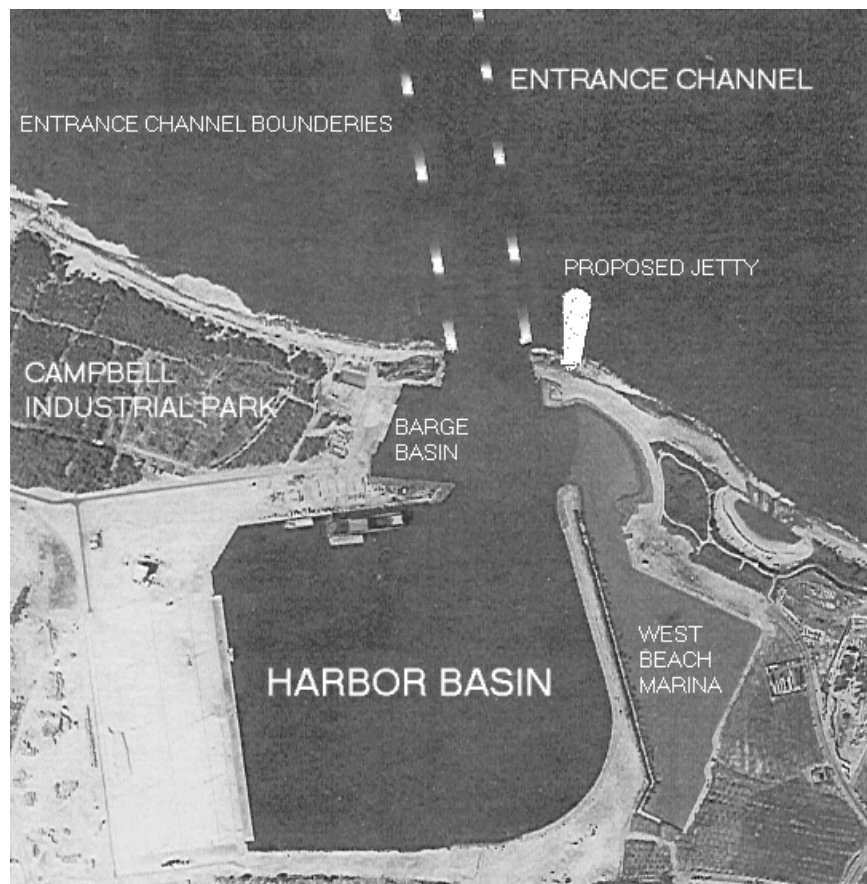 ENTRANCE CHANNEL
ENTRANCE CHANNEL BOUNDERIES
PROPOSED JETTY
CAMPBELL
INDUSTRIAL PARK
BARGE
BASIN
WEST
BEACH
MARINA
HARBOR BASIN